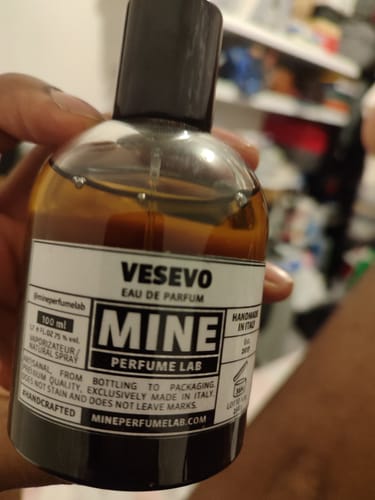 VESEVO
EAU DE PARFUM
@mineperfumelab
100 ml
VAPORIZATEUR/
NATURAL SPRAY
MINE
PERFUME LAB
HANDMADE
IN ITALY
ARTISANAL, FROM BOTTLING TO PACKAGING.
PREMIUM QUALITY, EXCLUSIVELY MADE IN ITALY.
DOES NOT STAIN AND DOES NOT LEAVE MARKS.
#HANDCRAFTED
MINEPERFUMELAB.COM